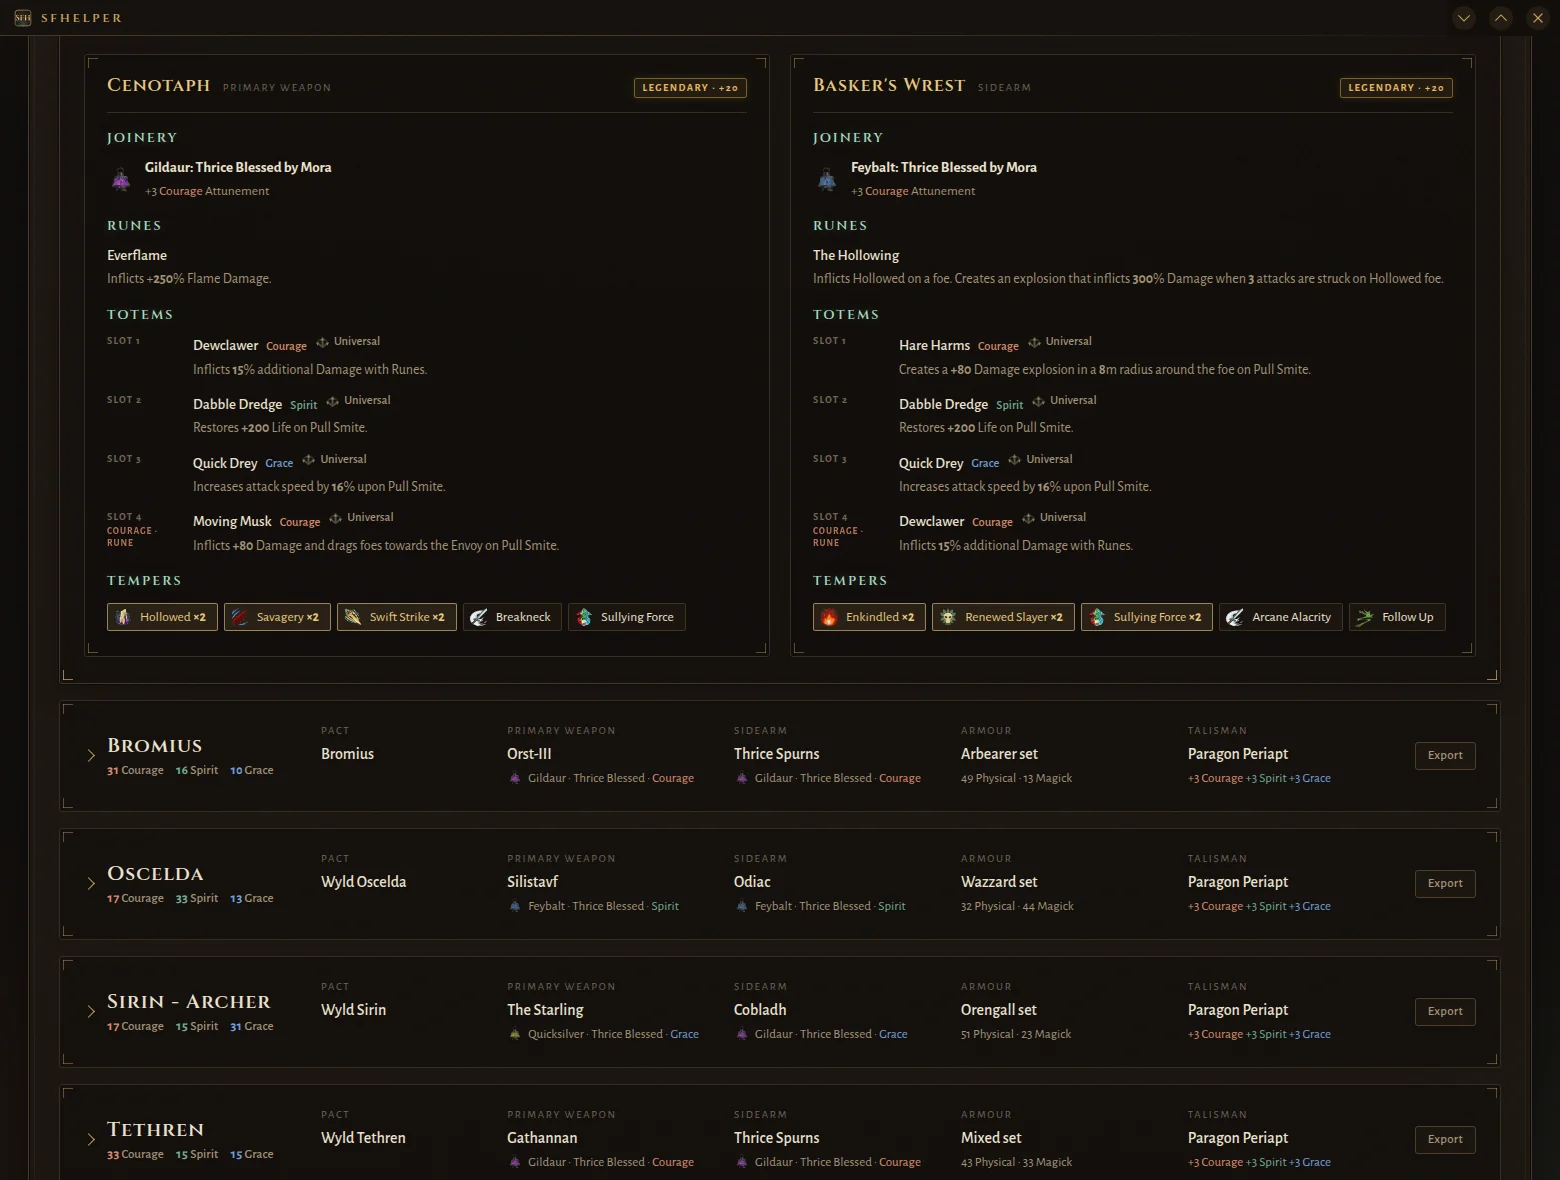 SFH SFHELPER
CENOTAPH PRIMARY WEAPON LEGENDARY · +20
JOINERY
Gildaur: Thrice Blessed by Mora
+3 Courage Attunement
RUNES
Everflame
Inflicts +250% Flame Damage.
TOTEMS
SLOT 1 Dewclawer Courage Universal
Inflicts 15% additional Damage with Runes.
SLOT 2 Dabble Dredge Spirit Universal
Restores +200 Life on Pull Smite.
SLOT 3 Quick Drey Grace Universal
Increases attack speed by 16% upon Pull Smite.
SLOT 4 Moving Musk Courage Universal
COURAGE ·
RUNE
Inflicts +80 Damage and drags foes towards the Envoy on Pull Smite.
TEMPERS
Hollowed ×2 Savagery ×2 Swift Strike ×2 Breakneck Sullying Force
BASKER'S WREST SIDEARM LEGENDARY · +20
JOINERY
Feybalt: Thrice Blessed by Mora
+3 Courage Attunement
RUNES
The Hollowing
Inflicts Hollowed on a foe. Creates an explosion that inflicts 300% Damage when 3 attacks are struck on Hollowed foe.
TOTEMS
SLOT 1 Hare Harms Courage Universal
Creates a +80 Damage explosion in a 8m radius around the foe on Pull Smite.
SLOT 2 Dabble Dredge Spirit Universal
Restores +200 Life on Pull Smite.
SLOT 3 Quick Drey Grace Universal
Increases attack speed by 16% upon Pull Smite.
SLOT 4 Dewclawer Courage Universal
COURAGE ·
RUNE
Inflicts 15% additional Damage with Runes.
TEMPERS
Enkindled ×2 Renewed Slayer ×2 Sullying Force ×2 Arcane Alacrity Follow Up
BROMIUS
31 Courage 16 Spirit 10 Grace
PACT
Bromius
PRIMARY WEAPON
Orst-III
Gildaur · Thrice Blessed · Courage
SIDEARM
Thrice Spurns
Gildaur · Thrice Blessed · Courage
ARMOUR
Arbearer set
49 Physical · 13 Magick
TALISMAN
Paragon Periapt
+3 Courage +3 Spirit +3 Grace
Export
OSCELDA
17 Courage 33 Spirit 13 Grace
PACT
Wyld Oscelda
PRIMARY WEAPON
Silistavf
Feybalt · Thrice Blessed · Spirit
SIDEARM
Odiac
Feybalt · Thrice Blessed · Spirit
ARMOUR
Wazzard set
32 Physical · 44 Magick
TALISMAN
Paragon Periapt
+3 Courage +3 Spirit +3 Grace
Export
SIRIN - ARCHER
17 Courage 15 Spirit 31 Grace
PACT
Wyld Sirin
PRIMARY WEAPON
The Starling
Quicksilver · Thrice Blessed · Grace
SIDEARM
Cobladh
Gildaur · Thrice Blessed · Grace
ARMOUR
Orengall set
51 Physical · 23 Magick
TALISMAN
Paragon Periapt
+3 Courage +3 Spirit +3 Grace
Export
TETHREN
33 Courage 15 Spirit 15 Grace
PACT
Wyld Tethren
PRIMARY WEAPON
Gathannan
Gildaur · Thrice Blessed · Courage
SIDEARM
Thrice Spurns
Gildaur · Thrice Blessed · Courage
ARMOUR
Mixed set
43 Physical · 33 Magick
TALISMAN
Paragon Periapt
+3 Courage +3 Spirit +3 Grace
Export